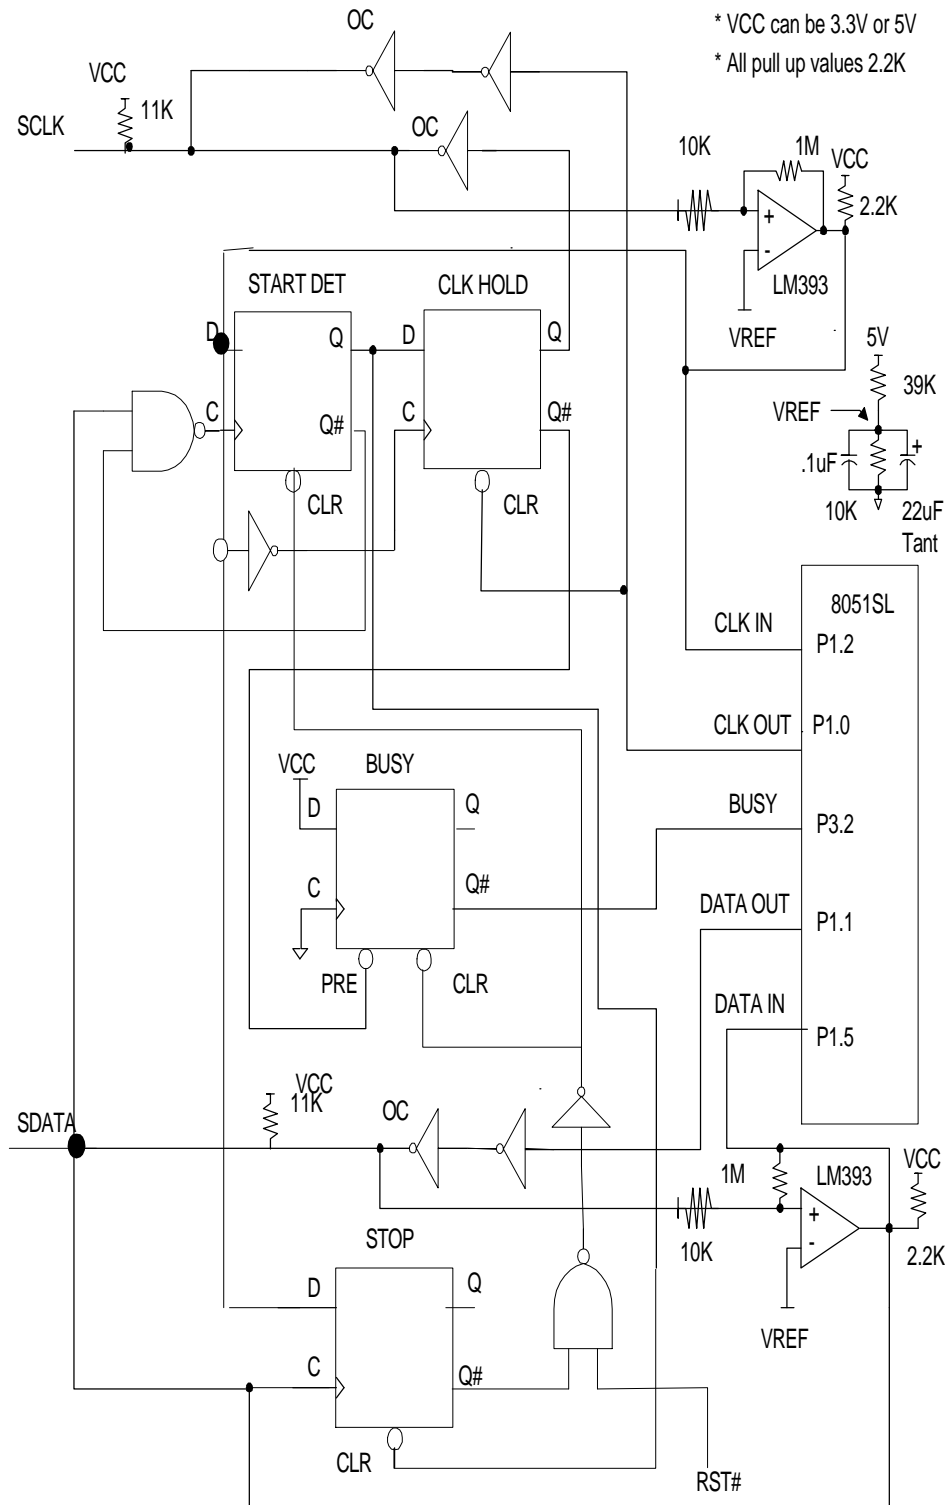 OC
* VCC can be 3.3V or 5V
* All pull up values 2.2K
VCC
11K
SCLK
OC
10K
1M
VCC
2.2K
+
-
LM393
VREF
START DET
CLK HOLD
D
Q
D
Q
C
Q#
C
Q#
CLR
CLR
5V
39K
VREF
+
.1uF
10K
22uF
Tant
8051SL
CLK IN
P1.2
CLK OUT
P1.0
VCC
BUSY
D
Q
BUSY
P3.2
C
Q#
DATA OUT
P1.1
PRE
CLR
DATA IN
P1.5
VCC
11K
SDATA
OC
1M
LM393
VCC
+
-
10K
2.2K
VREF
STOP
D
Q
C
Q#
CLR
RST#